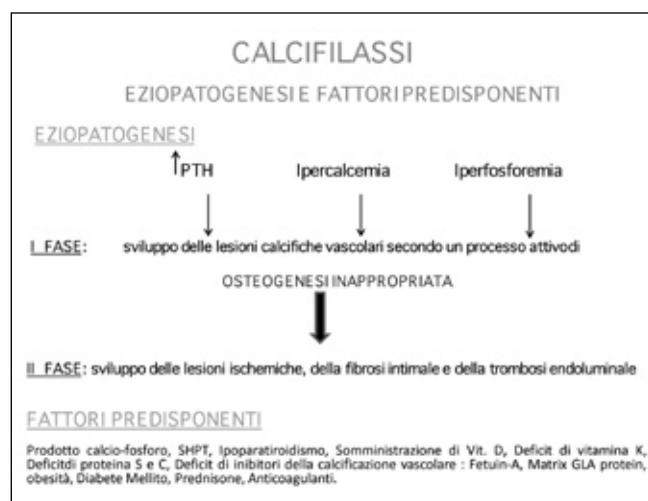 CALCIFILASSI
EZIOPATOGENESI E FATTORI PREDISPONENTI
EZIOPATOGENESI
↑PTH Ipercalcemia Iperfosforemia
I FASE: sviluppo delle lesioni calcifiche vascolari secondo un processo attivodi
OSTEOGENESI INAPPROPRIATA
II FASE: sviluppo delle lesioni ischemiche, della fibrosi intimale e della trombosi endoluminale
FATTORI PREDISPONENTI
Prodotto calcio-fosforo, SHPT, Ipoparatiroidismo, Somministrazione di Vit. D, Deficit di vitamina K,
Deficitdi proteina S e C, Deficit di inibitori della calcificazione vascolare : Fetuin-A, Matrix GLA protein,
obesità, Diabete Mellito, Prednisone, Anticoagulanti.